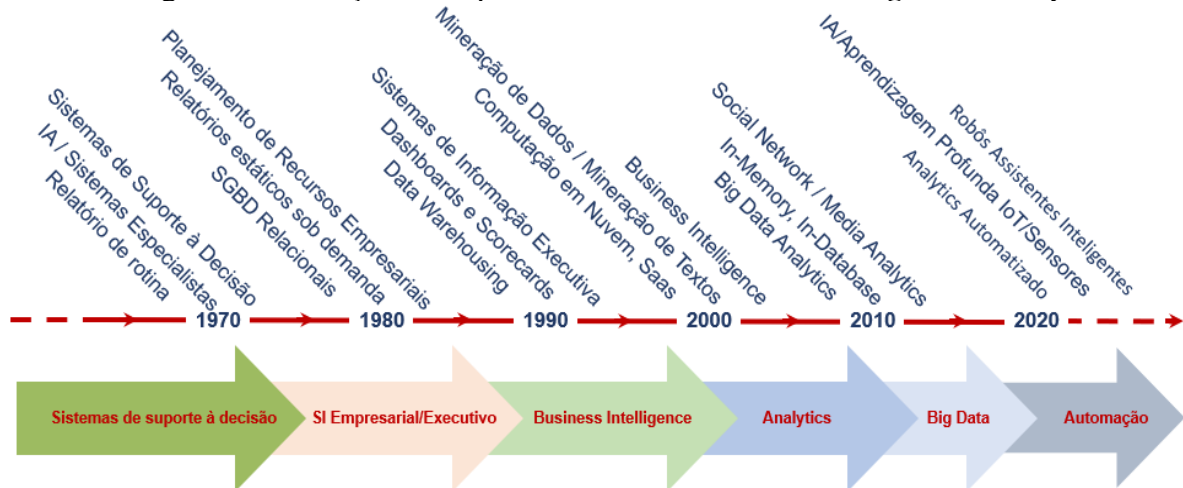 Sistemas de Suporte à Decisão
IA / Sistemas Especialistas
Relatório de rotina
Planejamento de Recursos Empresariais
Relatórios estáticos sob demanda
SGBD Relacionais
Sistemas de Informação Executiva
Dashboards e Scorecards
Data Warehousing
Mineração de Dados / Mineração de Textos
Computação em Nuvem, Saas
Business Intelligence
Social Network / Media Analytics
In-Memory, In-Database
Big Data Analytics
IA/Aprendizagem Profunda IoT/Sensores
Robôs Assistentes Inteligentes
Analytics Automatizado
1970 1980 1990 2000 2010 2020
Sistemas de suporte à decisão
SI Empresarial/Executivo
Business Intelligence
Analytics
Big Data
Automação